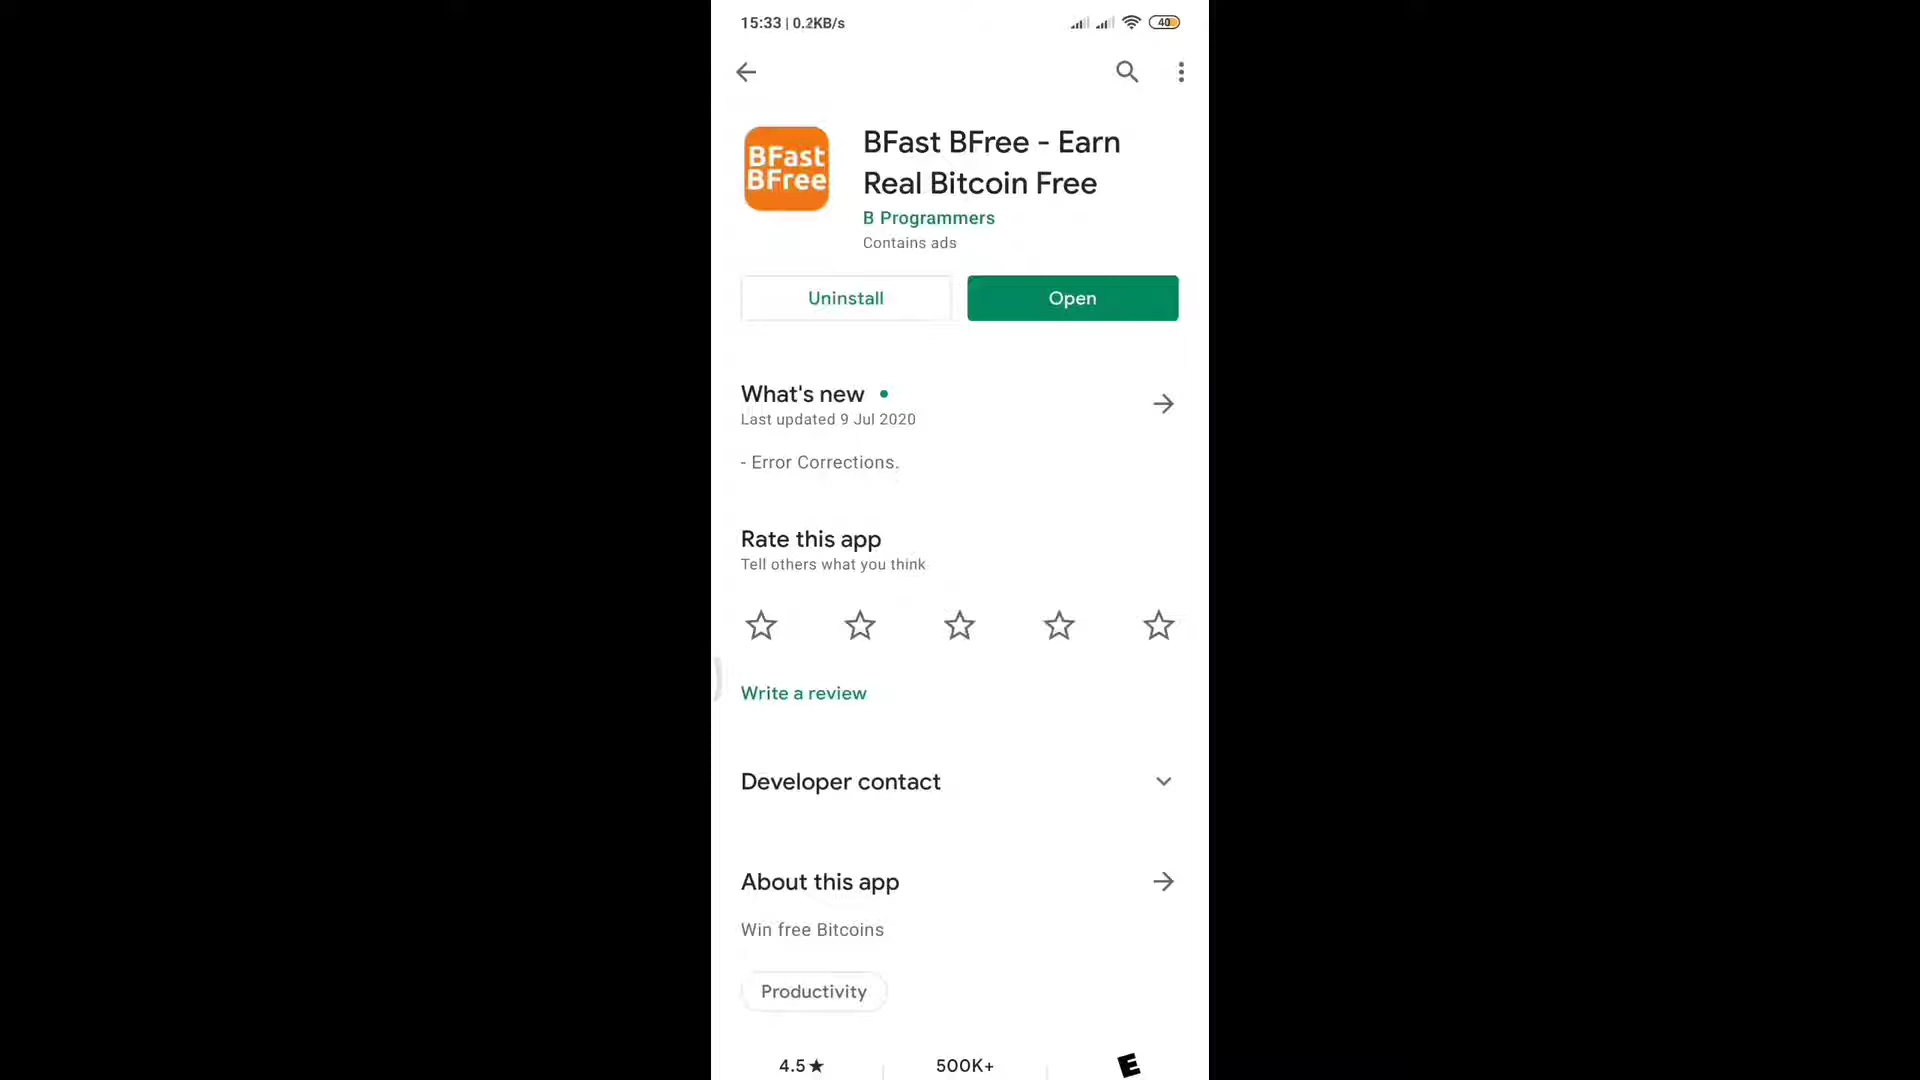 15:33 | 0.2KB/s
40
BFast
BFree
BFast BFree - Earn
Real Bitcoin Free
B Programmers
Contains ads
Uninstall
Open
What's new
Last updated 9 Jul 2020
- Error Corrections.
Rate this app
Tell others what you think
Write a review
Developer contact
About this app
Win free Bitcoins
Productivity
4.5★
500K+
E